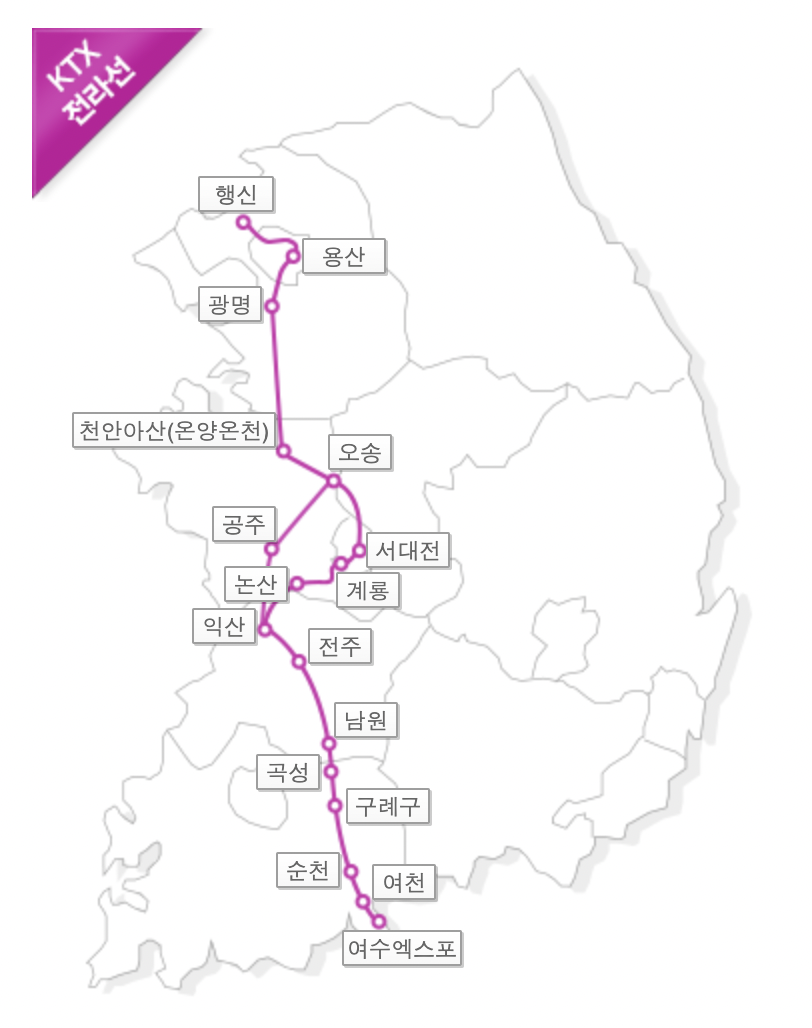 KTX
전라선
행신
용산
광명
천안아산(온양온천)
오송
공주
서대전
논산
계룡
익산
전주
남원
곡성
구례구
순천
여천
여수엑스포